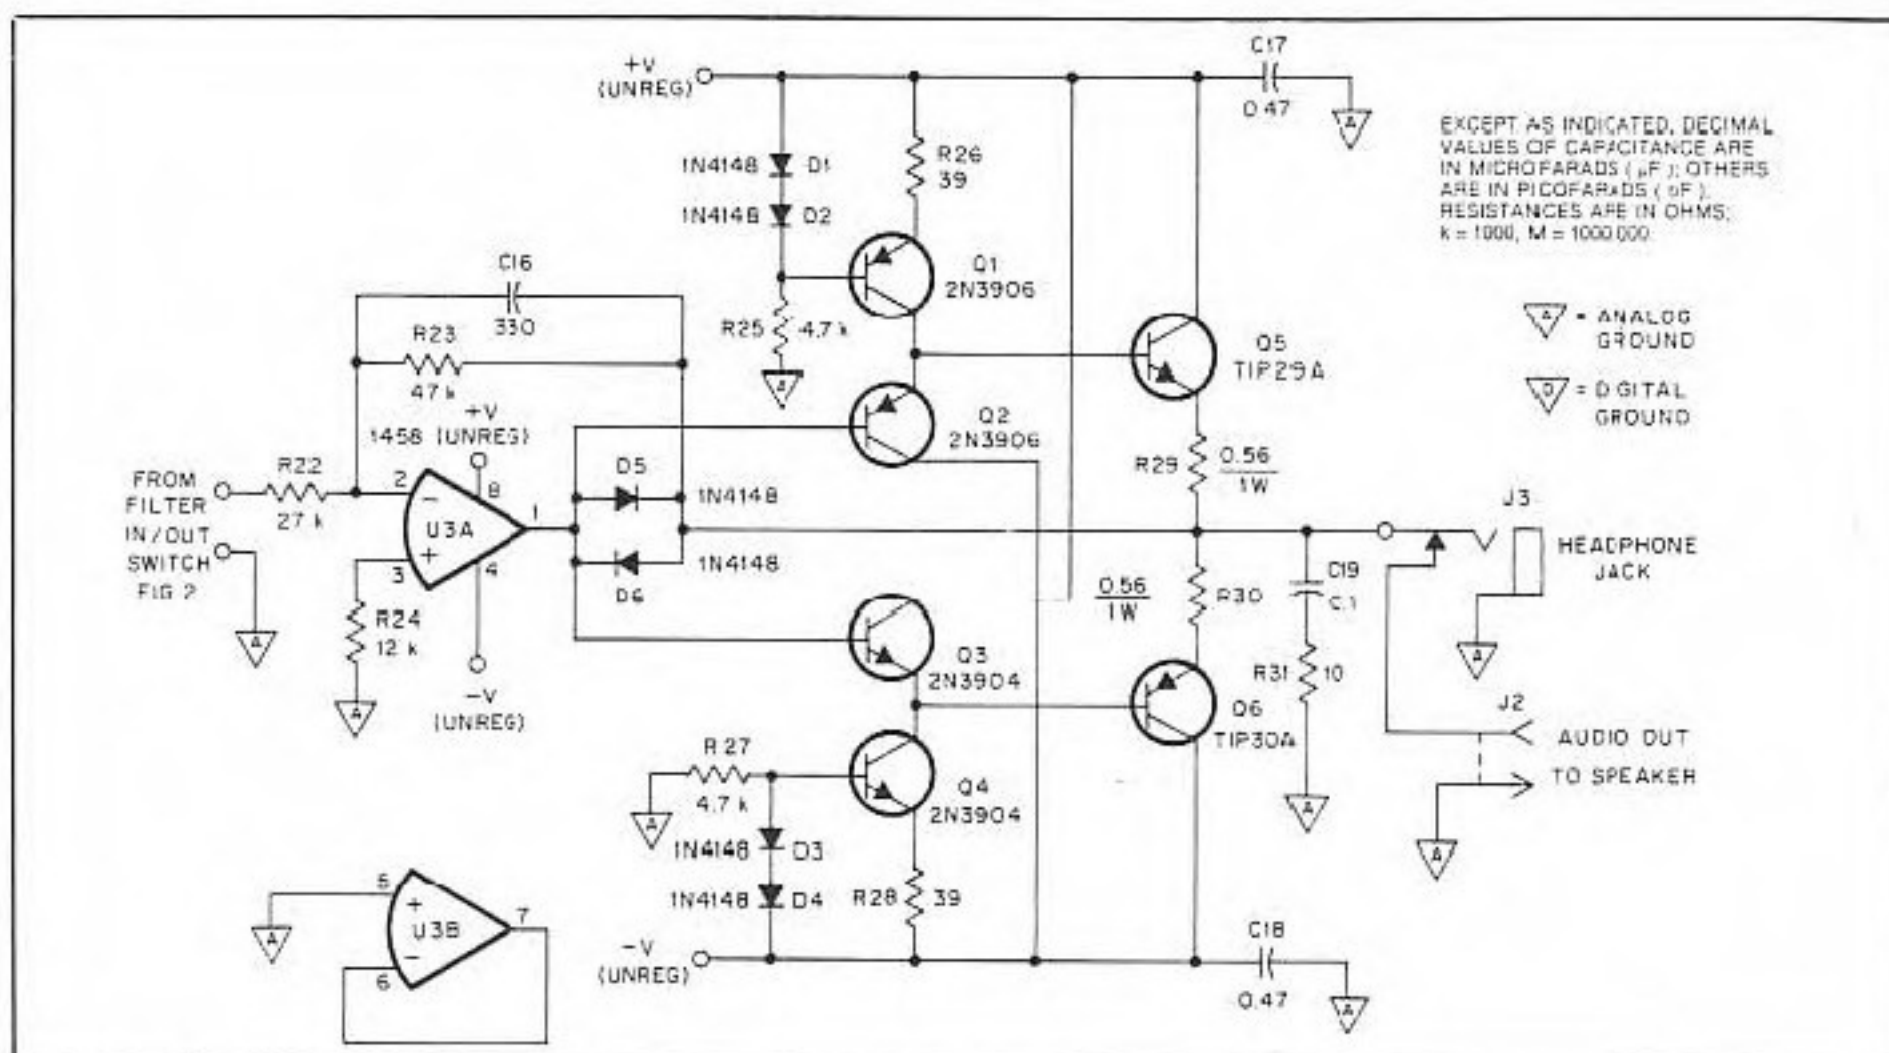 C17
+V
(UNREG)
0.47
A
EXCEPT AS INDICATED, DECIMAL
VALUES OF CAPACITANCE ARE
IN MICROFARADS ( µF ); OTHERS
ARE IN PICOFARADS ( pF ).
RESISTANCES ARE IN OHMS;
k = 1000, M = 1000 000.
1N4148 D1
R26
39
1N4148 D2
C16
330
Q1
2N3906
R25 4.7 k
A
A = ANALOG
GROUND
R23
47 k
Q5
TIP29A
D = DIGITAL
GROUND
+V
1458 (UNREG)
Q2
2N3906
FROM
FILTER
IN/OUT
SWITCH
FIG 2
R22
27 k
2
-
8
U3A
1
+
3
4
D5
1N4148
R29 0.56
1W
J3
HEADPHONE
JACK
1N4148
D6
0.56
1W
R30
C19
0.1
R24
12 k
A
A
-V
(UNREG)
Q3
2N3904
A
R31 10
Q6
TIP30A
J2
AUDIO OUT
TO SPEAKER
R27
4.7 k
A
Q4
2N3904
A
A
1N4148 D3
1N4148 D4
R28 39
5
+
U3B
7
-
6
A
-V
(UNREG)
C18
0.47
A